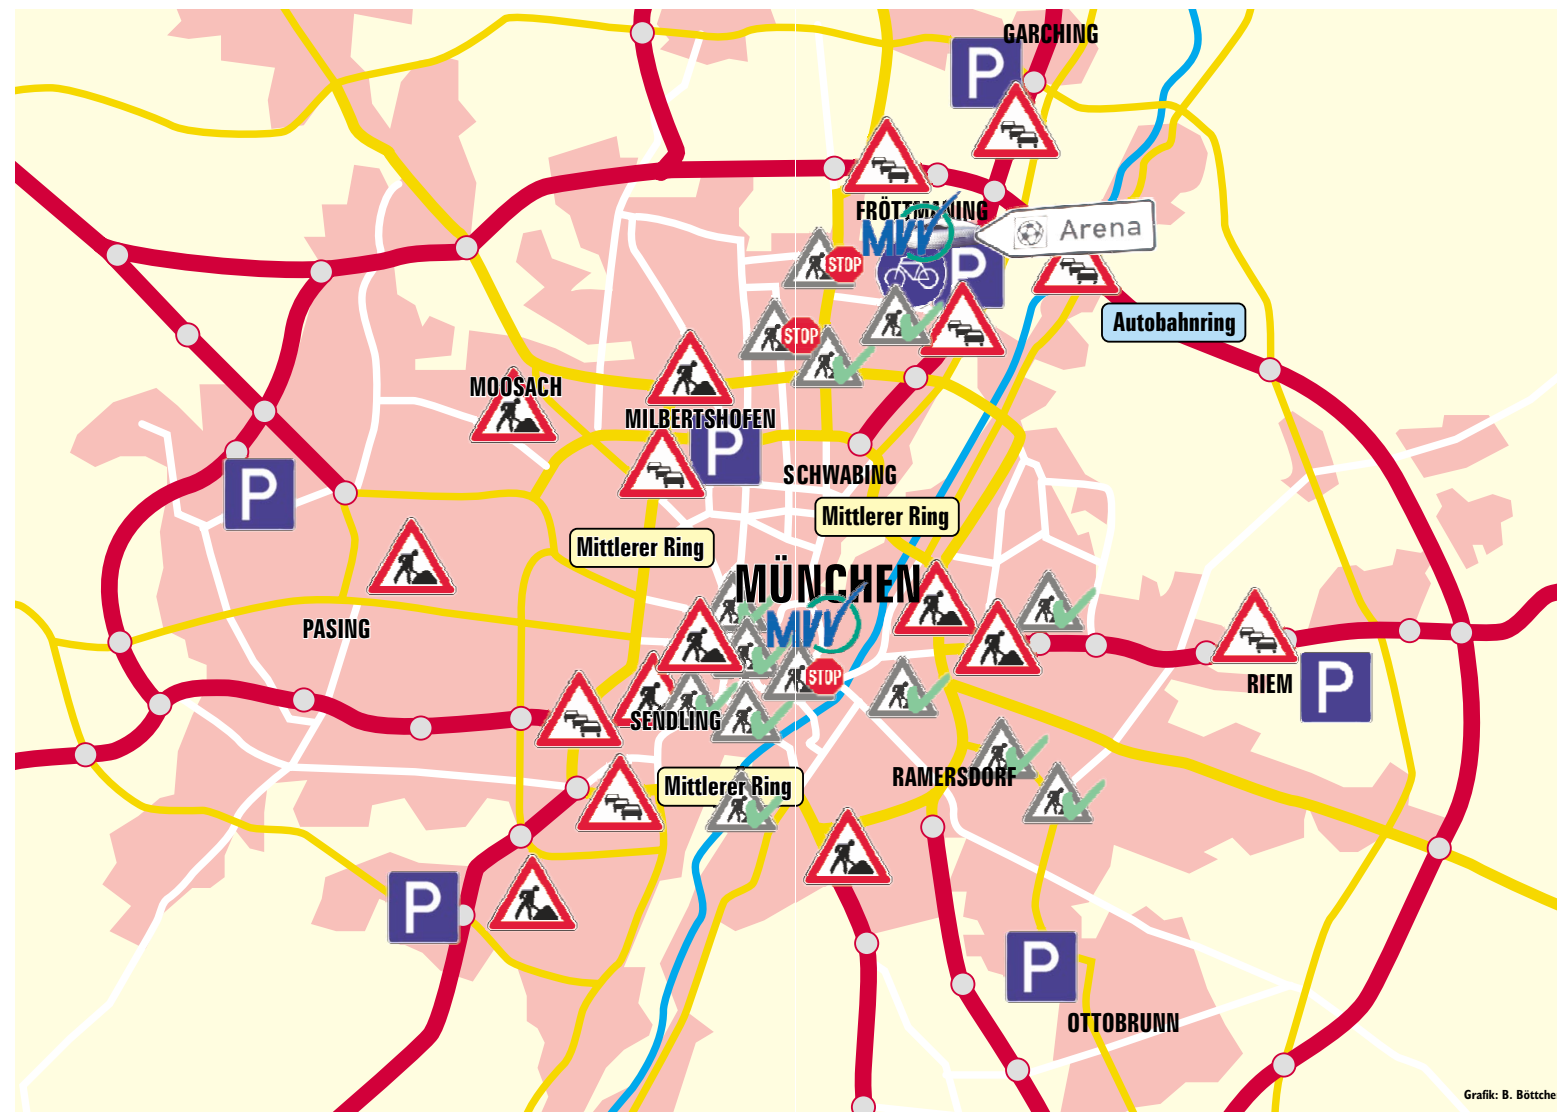 GARCHING
P
FRÖTTMANING
MVV
Arena
STOP
P
Autobahnring
STOP
MOOSACH
MILBERTSHOFEN
P
SCHWABING
P
Mittlerer Ring
Mittlerer Ring
MÜNCHEN
MVV
PASING
STOP
RIEM
P
SENDLING
RAMERSDORF
Mittlerer Ring
P
P
OTTOBRUNN
Grafik: B. Böttche